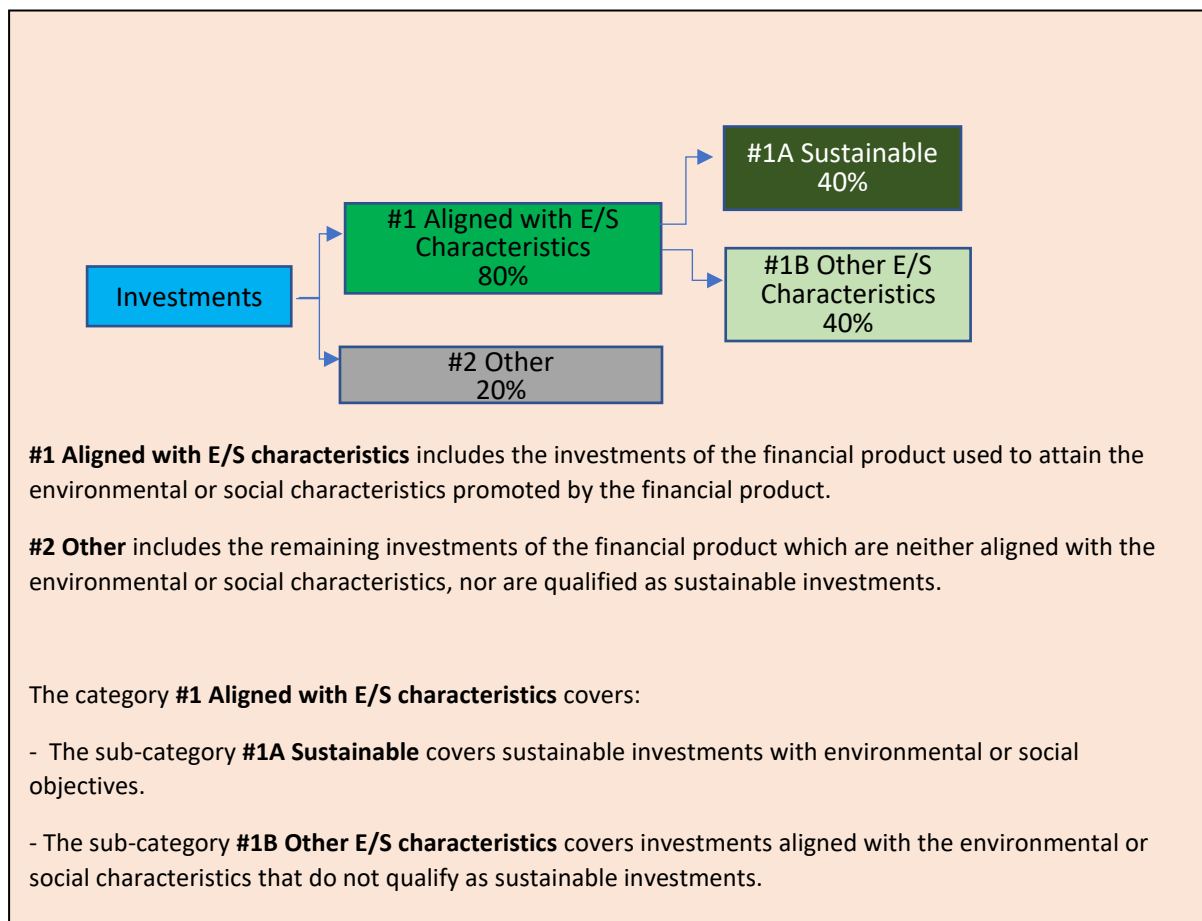 #1A Sustainable
40%
#1 Aligned with E/S
Characteristics
80%
#1B Other E/S
Characteristics
40%
Investments
#2 Other
20%
#1 Aligned with E/S characteristics includes the investments of the financial product used to attain the
environmental or social characteristics promoted by the financial product.
#2 Other includes the remaining investments of the financial product which are neither aligned with the
environmental or social characteristics, nor are qualified as sustainable investments.
The category #1 Aligned with E/S characteristics covers:
- The sub-category #1A Sustainable covers sustainable investments with environmental or social
objectives.
- The sub-category #1B Other E/S characteristics covers investments aligned with the environmental or
social characteristics that do not qualify as sustainable investments.